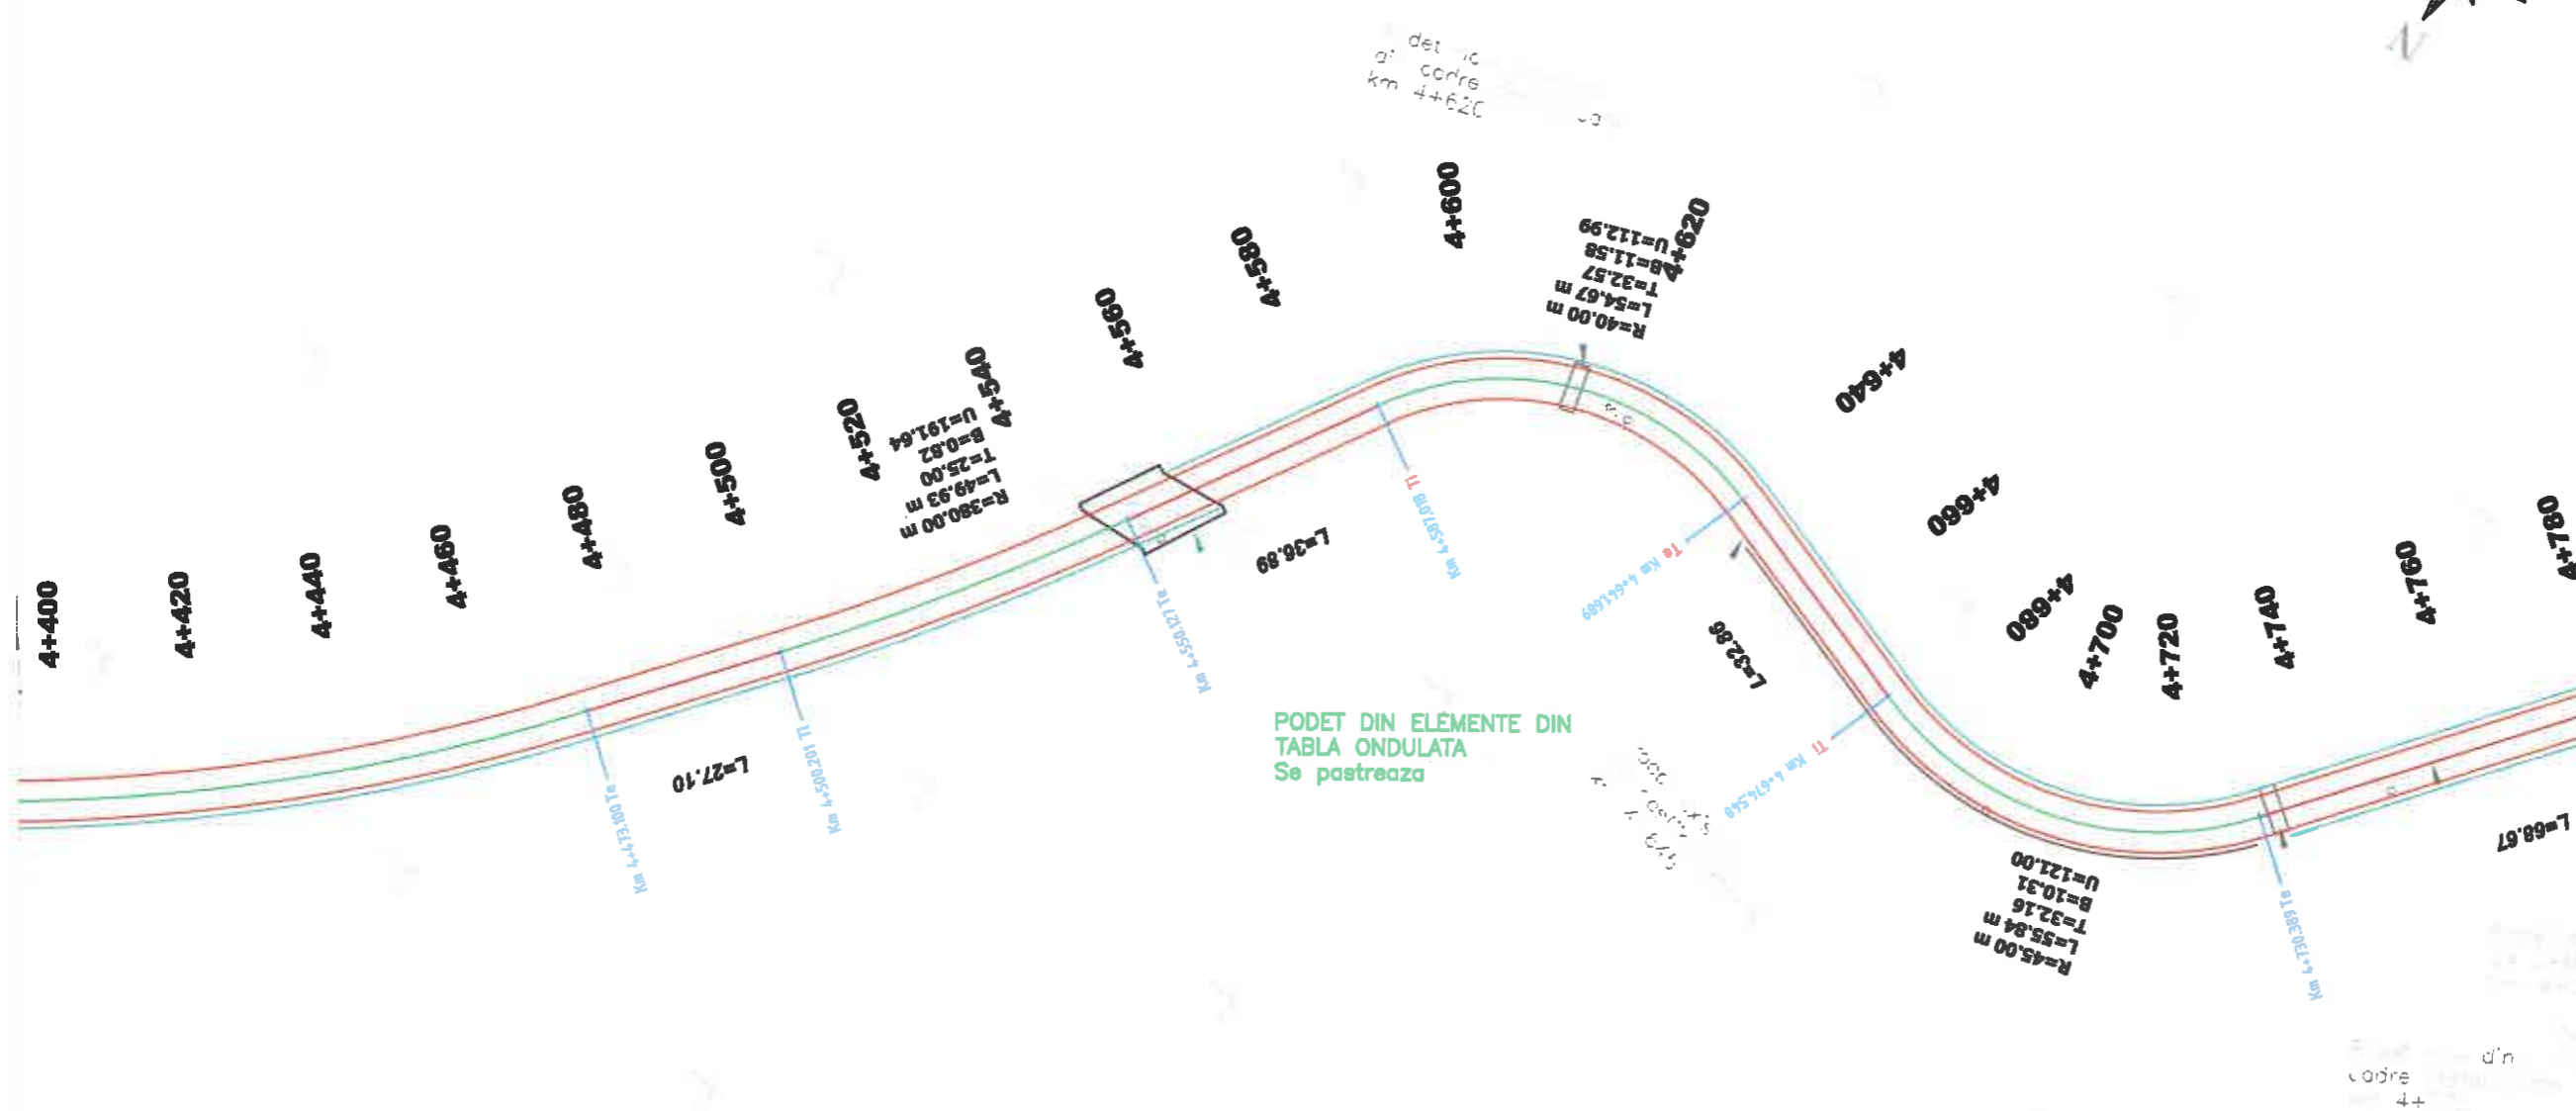 N
km 4+620
cadre
4+400
4+420
4+440
4+460
4+480
4+500
4+520
4+540
4+560
4+580
4+600
4+620
4+640
4+660
4+680
4+700
4+720
4+740
4+760
4+780
R=380.00 m
L=49.93 m
T=25.00
B=0.82
U=191.64
R=40.00 m
L=54.67 m
T=32.57
B=11.58
U=112.99
R=45.00 m
L=55.84 m
T=32.16
B=10.31
U=121.00
L=27.10
L=36.89
L=32.86
L=68.67
Km 4+473.100 Te
Km 4+500.201 Ti
Km 4+550.127 Te
Km 4+587.018 Ti
Te Km 4+641.689
Ti Km 4+674.548
Km 4+730.389 Te
PODET DIN ELEMENTE DIN
TABLA ONDULATA
Se pastreaza
din
cadre
4+